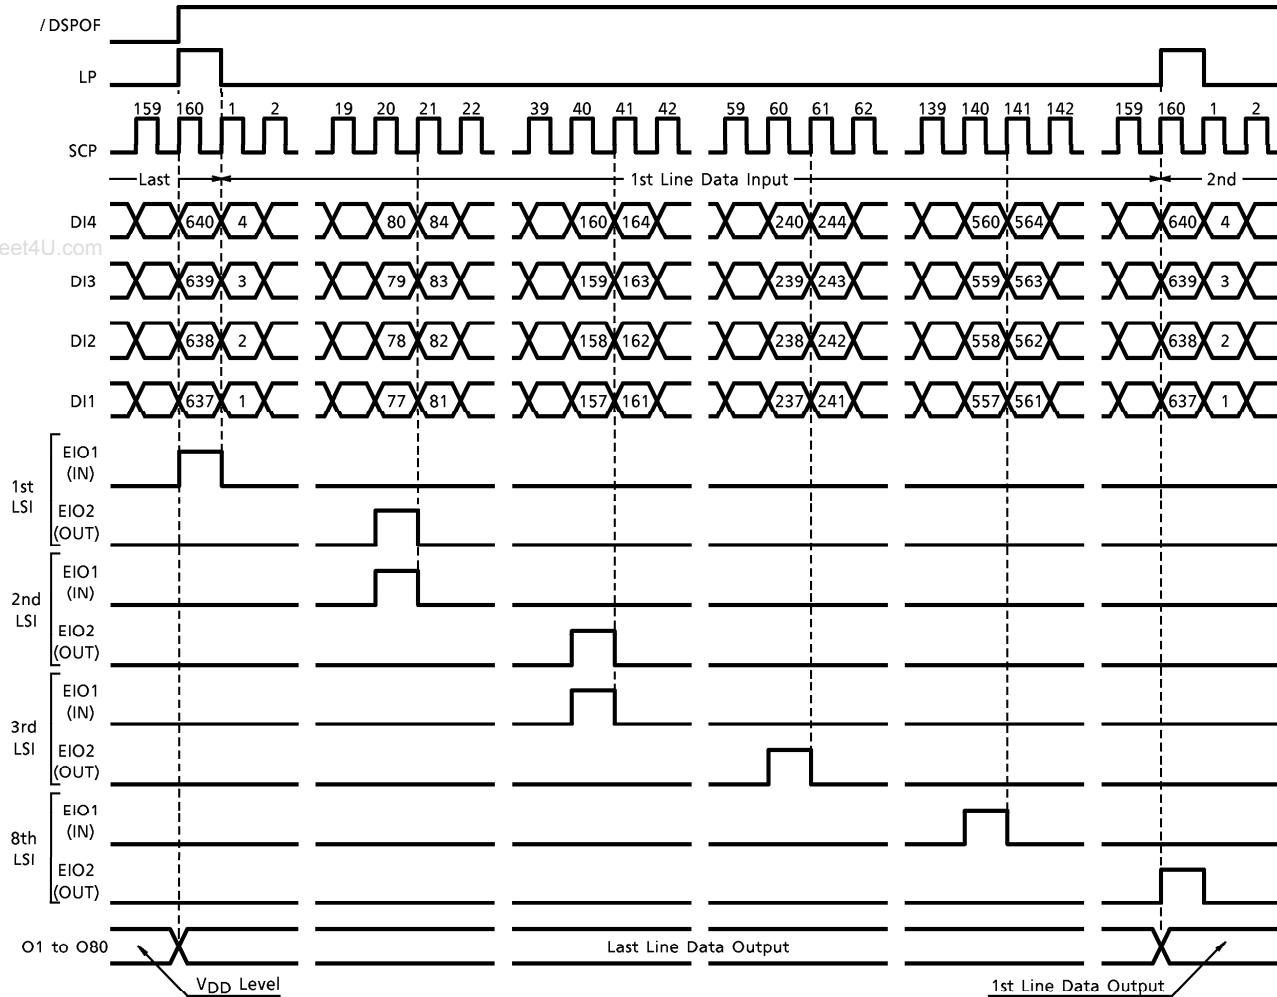 /DSPOF
LP
159 160 1 2 19 20 21 22 39 40 41 42 59 60 61 62 139 140 141 142 159 160 1 2
SCP
Last 1st Line Data Input 2nd
DI4 640 4 80 84 160 164 240 244 560 564 640 4
eet4U.com
DI3 639 3 79 83 159 163 239 243 559 563 639 3
DI2 638 2 78 82 158 162 238 242 558 562 638 2
DI1 637 1 77 81 157 161 237 241 557 561 637 1
1st
LSI
EIO1
(IN)
EIO2
(OUT)
2nd
LSI
EIO1
(IN)
EIO2
(OUT)
3rd
LSI
EIO1
(IN)
EIO2
(OUT)
8th
LSI
EIO1
(IN)
EIO2
(OUT)
O1 to O80 Last Line Data Output
VDD Level 1st Line Data Output